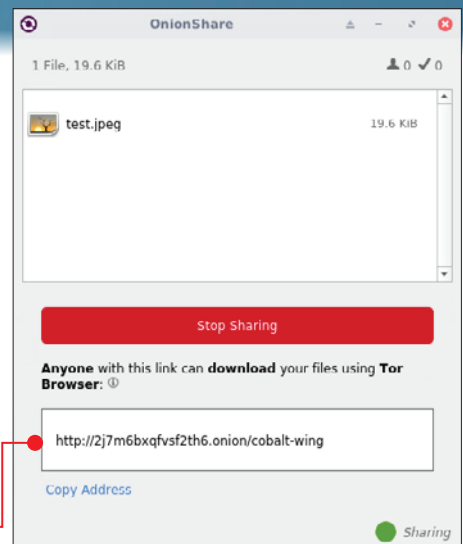 OnionShare
1 File, 19.6 KiB 0 0
test.jpeg 19.6 KiB
Stop Sharing
Anyone with this link can download your files using Tor
Browser:
http://2j7m6bxqfvsf2th6.onion/cobalt-wing
Copy Address
Sharing